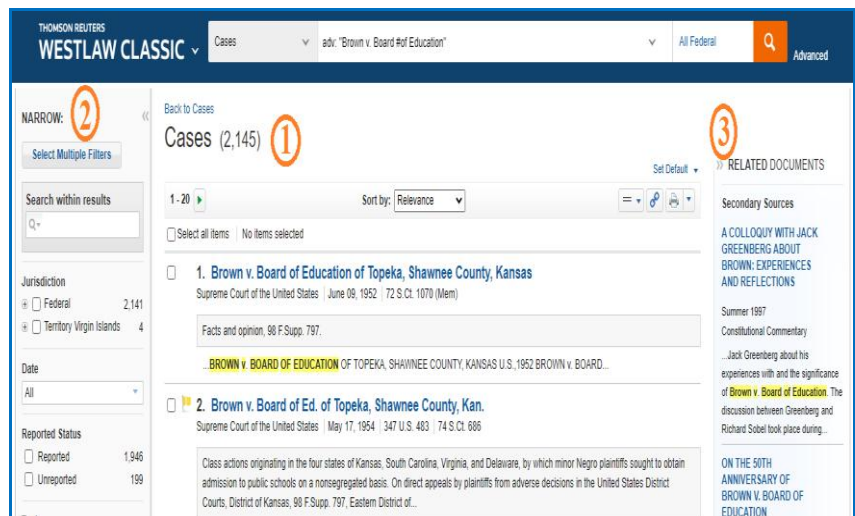 THOMSON REUTERS
WESTLAW CLASSIC
Cases
adv: "Brown v. Board #of Education"
All Federal
Advanced
NARROW:
2
Select Multiple Filters
Search within results
Jurisdiction
Federal 2,141
Territory Virgin Islands 4
Date
All
Reported Status
Reported 1,946
Unreported 199
Back to Cases
Cases (2,145)
1
Set Default
1 - 20
Sort by: Relevance
Select all items No items selected
1. Brown v. Board of Education of Topeka, Shawnee County, Kansas
Supreme Court of the United States June 09, 1952 72 S.Ct. 1070 (Mem)
Facts and opinion, 98 F.Supp. 797.
...BROWN v. BOARD OF EDUCATION OF TOPEKA, SHAWNEE COUNTY, KANSAS U.S.,1952 BROWN v. BOARD...
2. Brown v. Board of Ed. of Topeka, Shawnee County, Kan.
Supreme Court of the United States May 17, 1954 347 U.S. 483 74 S.Ct. 686
Class actions originating in the four states of Kansas, South Carolina, Virginia, and Delaware, by which minor Negro plaintiffs sought to obtain
admission to public schools on a nonsegregated basis. On direct appeals by plaintiffs from adverse decisions in the United States District
Courts, District of Kansas, 98 F.Supp. 797, Eastern District of...
3
RELATED DOCUMENTS
Secondary Sources
A COLLOQUY WITH JACK
GREENBERG ABOUT
BROWN: EXPERIENCES
AND REFLECTIONS
Summer 1997
Constitutional Commentary
...Jack Greenberg about his
experiences with and the significance
of Brown v. Board of Education. The
discussion between Greenberg and
Richard Sobel took place during...
ON THE 50TH
ANNIVERSARY OF
BROWN V. BOARD OF
EDUCATION